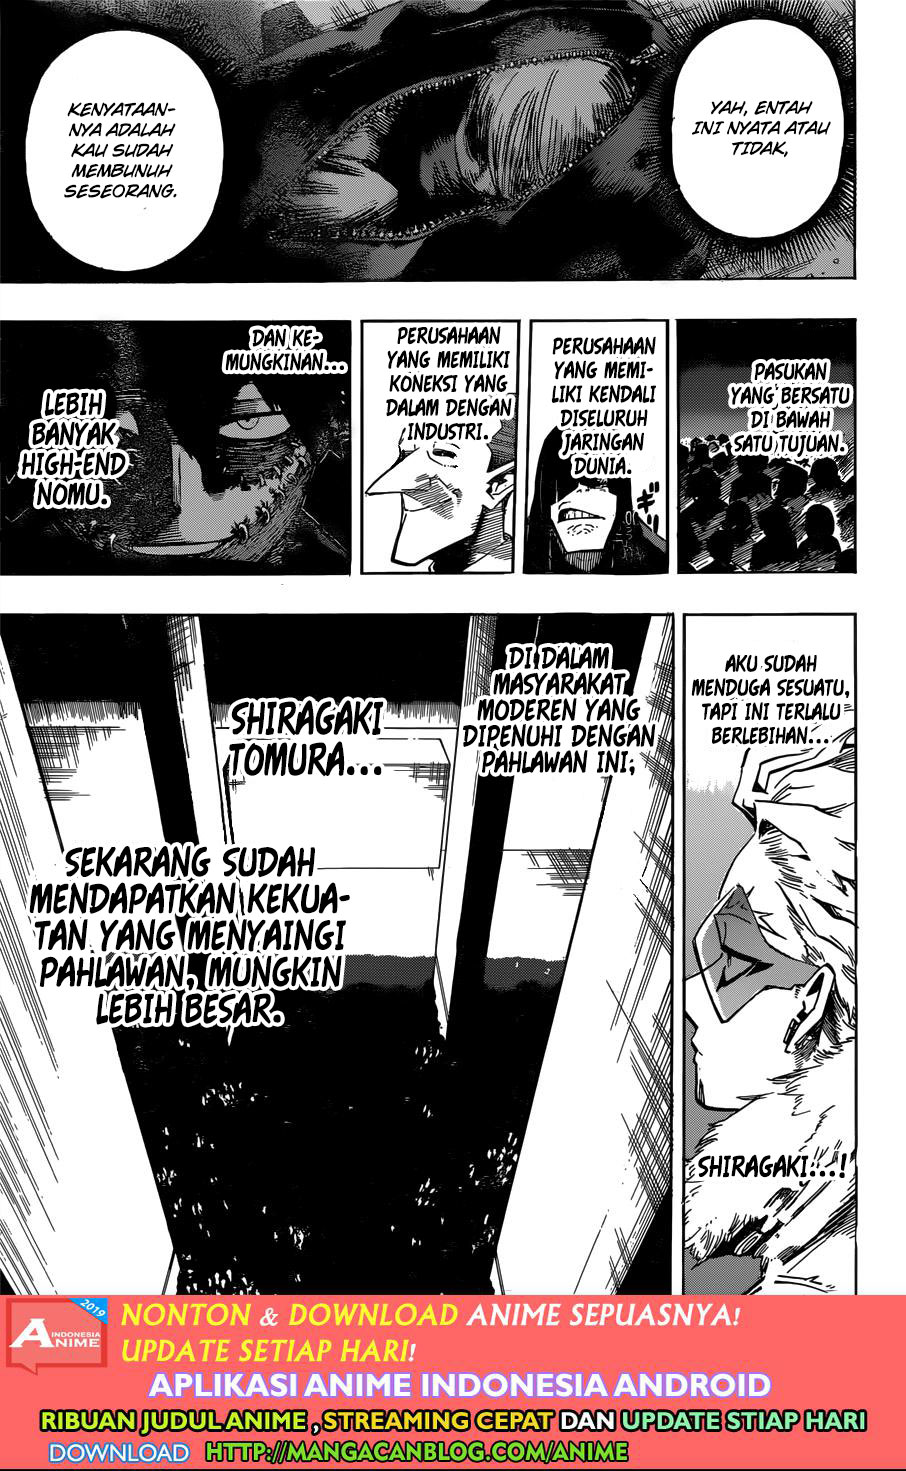 YAH, ENTAH
INI NYATA ATAU
TIDAK,
KENYATAAN-
NYA ADALAH
KAU SUDAH
MEMBUNUH
SESEORANG.
PASUKAN
YANG BERSATU
DI BAWAH
SATU TUJUAN.
PERUSAHAAN
YANG MEMI-
LIKI KENDALI
DISELURUH
JARINGAN
DUNIA.
PERUSAHAAN
YANG MEMILIKI
KONEKSI YANG
DALAM DENGAN
INDUSTRI.
DAN KE-
MUNGKINAN...
LEBIH
BANYAK
HIGH-END
NOMU.
AKU SUDAH
MENDUGA SESUATU,
TAPI INI TERLALU
BERLEBIHAN...
SHIRAGAKI...!
DI DALAM
MASYARAKAT
MODEREN YANG
DIPENUHI DENGAN
PAHLAWAN INI,
SHIRAGAKI
TOMURA...
SEKARANG SUDAH
MENDAPATKAN KEKUA-
TAN YANG MENYAINGI
PAHLAWAN, MUNGKIN
LEBIH BESAR.
2019
INDONESIA
ANIME
NONTON & DOWNLOAD ANIME SEPUASNYA!
UPDATE SETIAP HARI!
APLIKASI ANIME INDONESIA ANDROID
RIBUAN JUDUL ANIME , STREAMING CEPAT DAN UPDATE STIAP HARI
DOWNLOAD HTTP://MANGACANBLOG.COM/ANIME